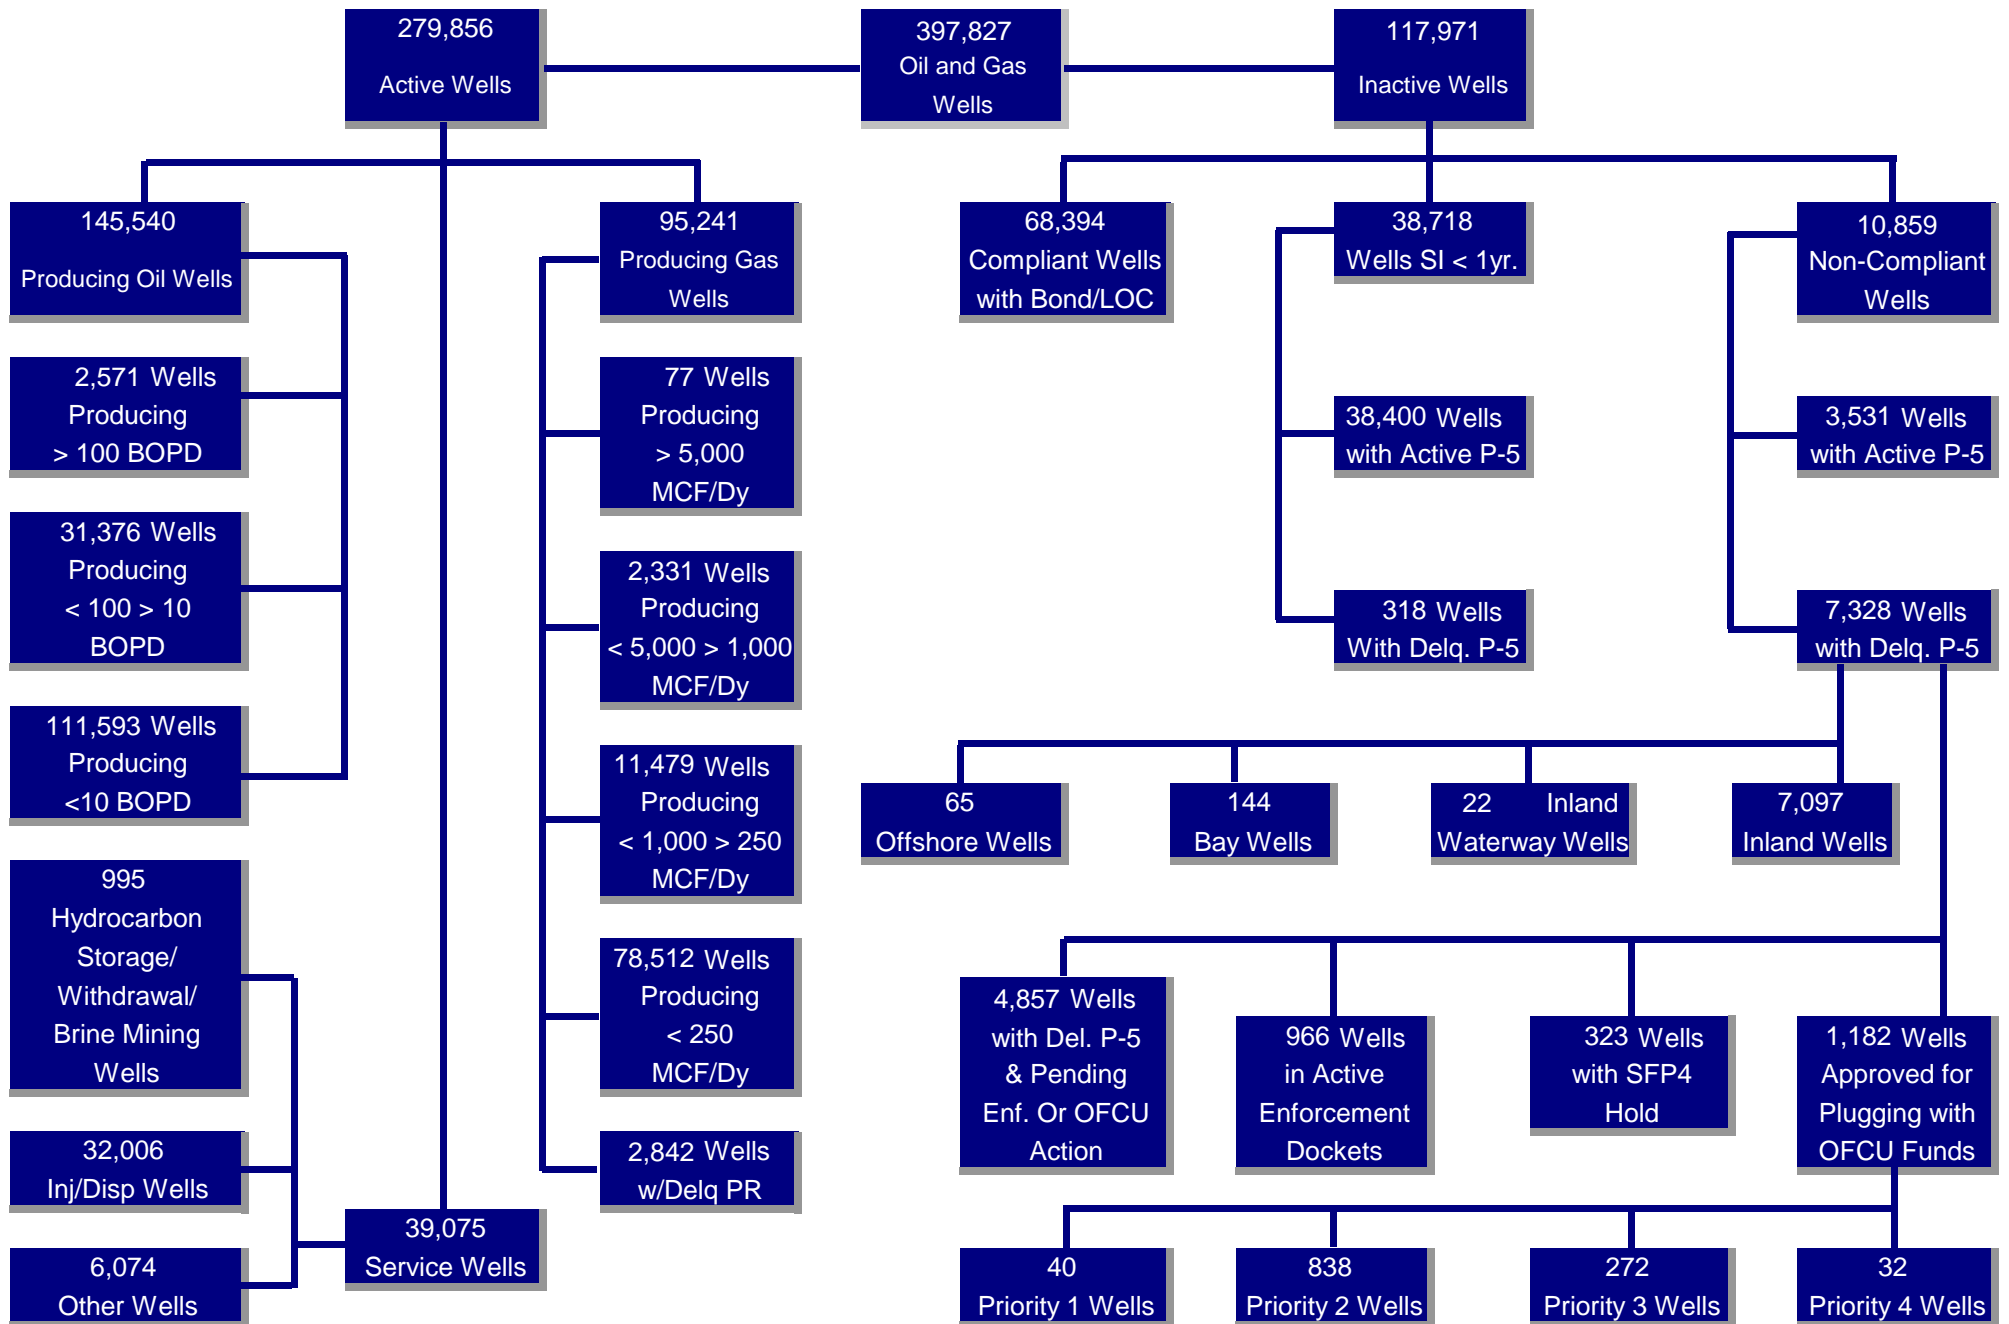 279,856
Active Wells
397,827
Oil and Gas
Wells
117,971
Inactive Wells
145,540
Producing Oil Wells
95,241
Producing Gas
Wells
68,394
Compliant Wells
with Bond/LOC
38,718
Wells SI < 1yr.
10,859
Non-Compliant
Wells
2,571 Wells
Producing
> 100 BOPD
77 Wells
Producing
> 5,000
MCF/Dy
38,400 Wells
with Active P-5
3,531 Wells
with Active P-5
31,376 Wells
Producing
< 100 > 10
BOPD
2,331 Wells
Producing
< 5,000 > 1,000
MCF/Dy
318 Wells
With Delq. P-5
7,328 Wells
with Delq. P-5
111,593 Wells
Producing
<10 BOPD
11,479 Wells
Producing
< 1,000 > 250
MCF/Dy
65
Offshore Wells
144
Bay Wells
22 Inland
Waterway Wells
7,097
Inland Wells
995
Hydrocarbon
Storage/
Withdrawal/
Brine Mining
Wells
78,512 Wells
Producing
< 250
MCF/Dy
4,857 Wells
with Del. P-5
& Pending
Enf. Or OFCU
Action
966 Wells
in Active
Enforcement
Dockets
323 Wells
with SFP4
Hold
1,182 Wells
Approved for
Plugging with
OFCU Funds
32,006
Inj/Disp Wells
2,842 Wells
w/Delq PR
39,075
Service Wells
6,074
Other Wells
40
Priority 1 Wells
838
Priority 2 Wells
272
Priority 3 Wells
32
Priority 4 Wells